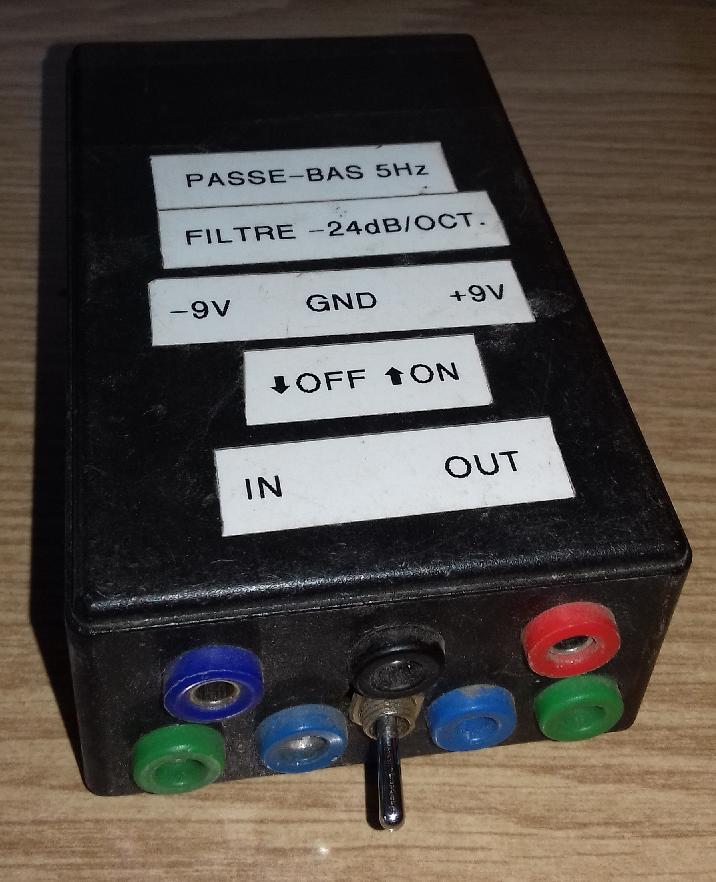 PASSE-BAS 5Hz
FILTRE -24dB/OCT.
-9V GND +9V
⬇OFF ⬆ON
IN OUT